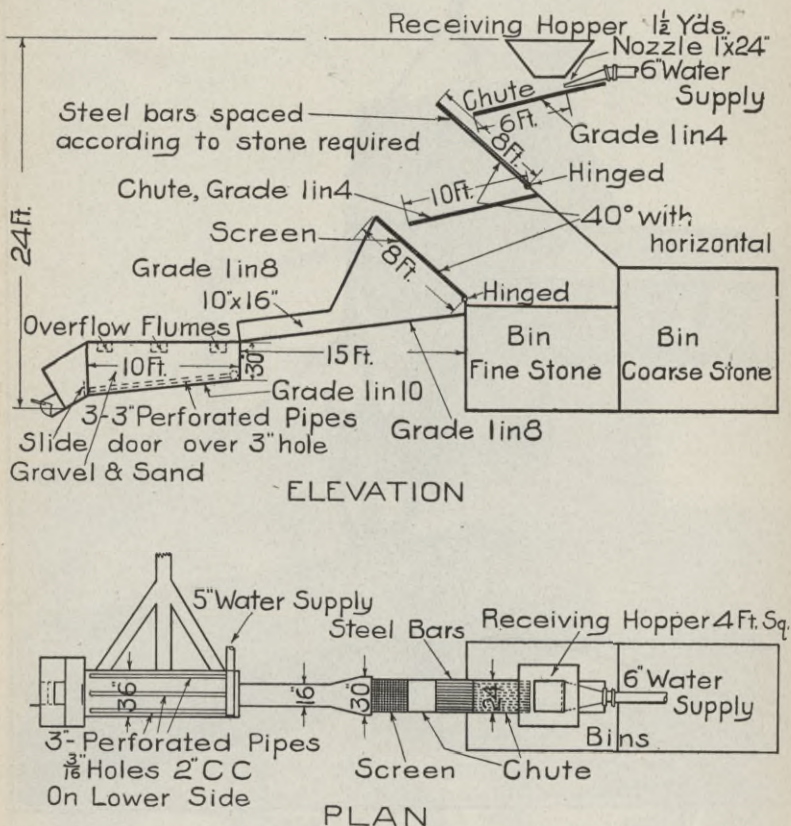 Receiving Hopper 1½ Yds.
Nozzle 1"x24"
6" Water
Supply
Chute
6 Ft.
Grade 1 in 4
Steel bars spaced
according to stone required
8 Ft.
Hinged
10 Ft.
Chute, Grade 1 in 4
40° with
horizontal
24 Ft.
Screen
8 Ft.
Grade 1 in 8
10"x16"
Hinged
Overflow Flumes
30"
15 Ft.
10 Ft.
Bin
Fine Stone
Bin
Coarse Stone
Grade 1 in 10
3-3" Perforated Pipes
Grade 1 in 8
Slide door over 3" hole
Gravel & Sand
ELEVATION
5" Water Supply
Receiving Hopper 4 Ft. Sq.
Steel Bars
36"
16"
30"
24"
6" Water
Supply
3"- Perforated Pipes
Bins
3/16 Holes 2" C C
Screen
Chute
On Lower Side
PLAN